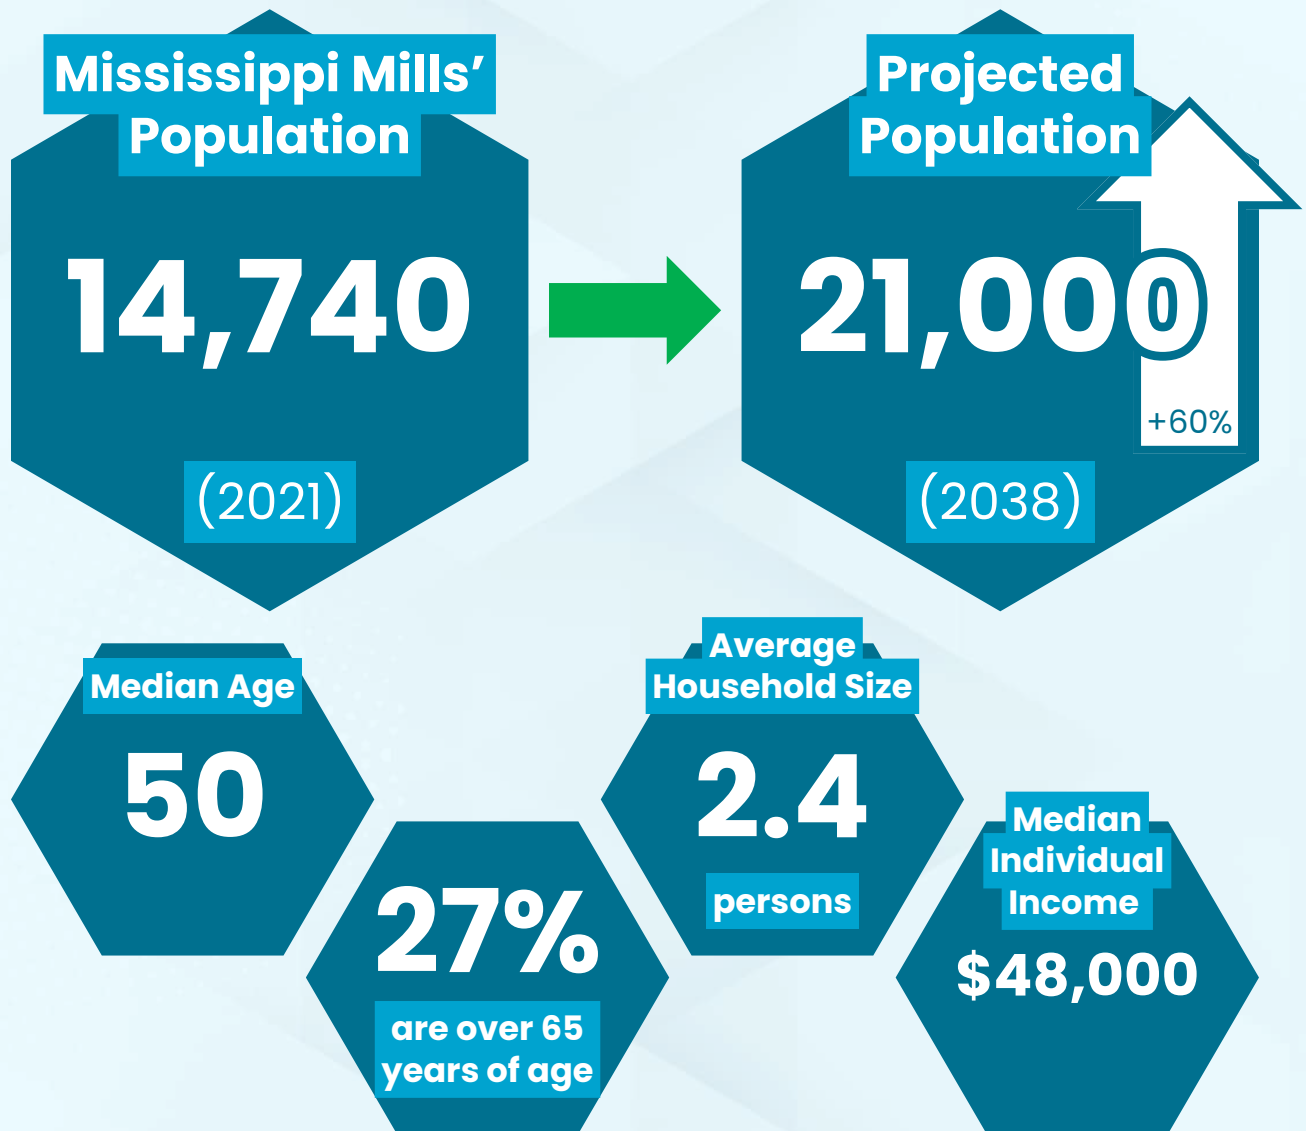 Mississippi Mills’
Population
14,740
(2021)
Projected
Population
21,000
+60%
(2038)
Median Age
50
27%
are over 65
years of age
Average
Household Size
2.4
persons
Median
Individual
Income
$48,000